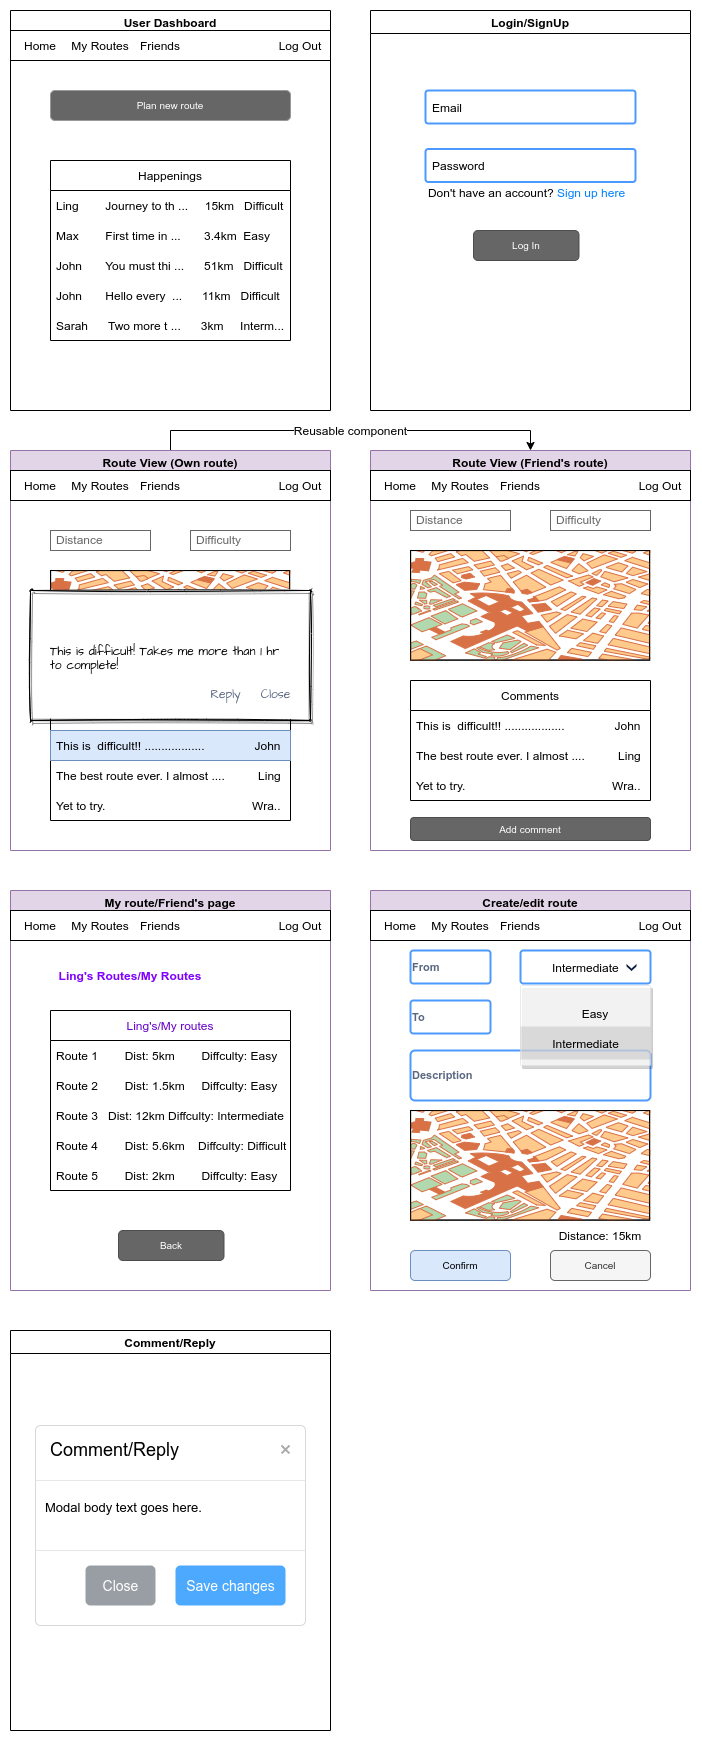 User Dashboard
Home My Routes Friends Log Out
Plan new route
Happenings
Ling Journey to th ... 15km Difficult
Max First time in ... 3.4km Easy
John You must thi ... 51km Difficult
John Hello every ... 11km Difficult
Sarah Two more t ... 3km Interm...
Login/SignUp
Email
Password
Don't have an account? Sign up here
Log In
Reusable component
Route View (Own route)
Home My Routes Friends Log Out
Distance Difficulty
This is difficult! Takes me more than 1 hr
to complete!
Reply Close
This is difficult!! .................. John
The best route ever. I almost .... Ling
Yet to try. Wra..
Route View (Friend's route)
Home My Routes Friends Log Out
Distance Difficulty
Comments
This is difficult!! .................. John
The best route ever. I almost .... Ling
Yet to try. Wra..
Add comment
My route/Friend's page
Home My Routes Friends Log Out
Ling's Routes/My Routes
Ling's/My routes
Route 1 Dist: 5km Diffculty: Easy
Route 2 Dist: 1.5km Diffculty: Easy
Route 3 Dist: 12km Diffculty: Intermediate
Route 4 Dist: 5.6km Diffculty: Difficult
Route 5 Dist: 2km Diffculty: Easy
Back
Create/edit route
Home My Routes Friends Log Out
From Intermediate
To Easy
Intermediate
Description
Distance: 15km
Confirm Cancel
Comment/Reply
Comment/Reply ×
Modal body text goes here.
Close Save changes